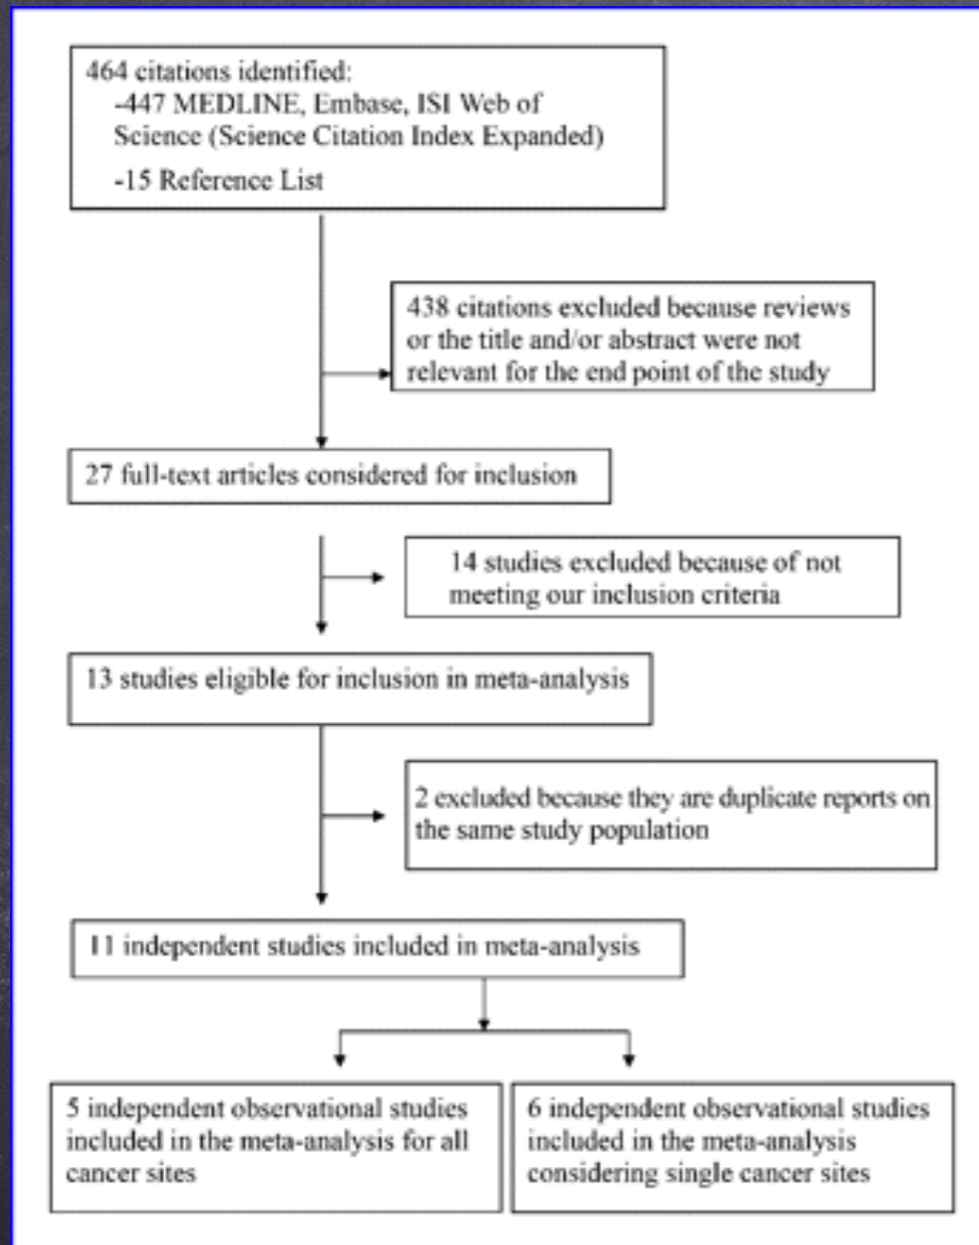 464 citations identified:
-447 MEDLINE, Embase, ISI Web of
Science (Science Citation Index Expanded)
-15 Reference List
438 citations excluded because reviews
or the title and/or abstract were not
relevant for the end point of the study
27 full-text articles considered for inclusion
14 studies excluded because of not
meeting our inclusion criteria
13 studies eligible for inclusion in meta-analysis
2 excluded because they are duplicate reports on
the same study population
11 independent studies included in meta-analysis
5 independent observational studies
included in the meta-analysis for all
cancer sites
6 independent observational studies
included in the meta-analysis
considering single cancer sites